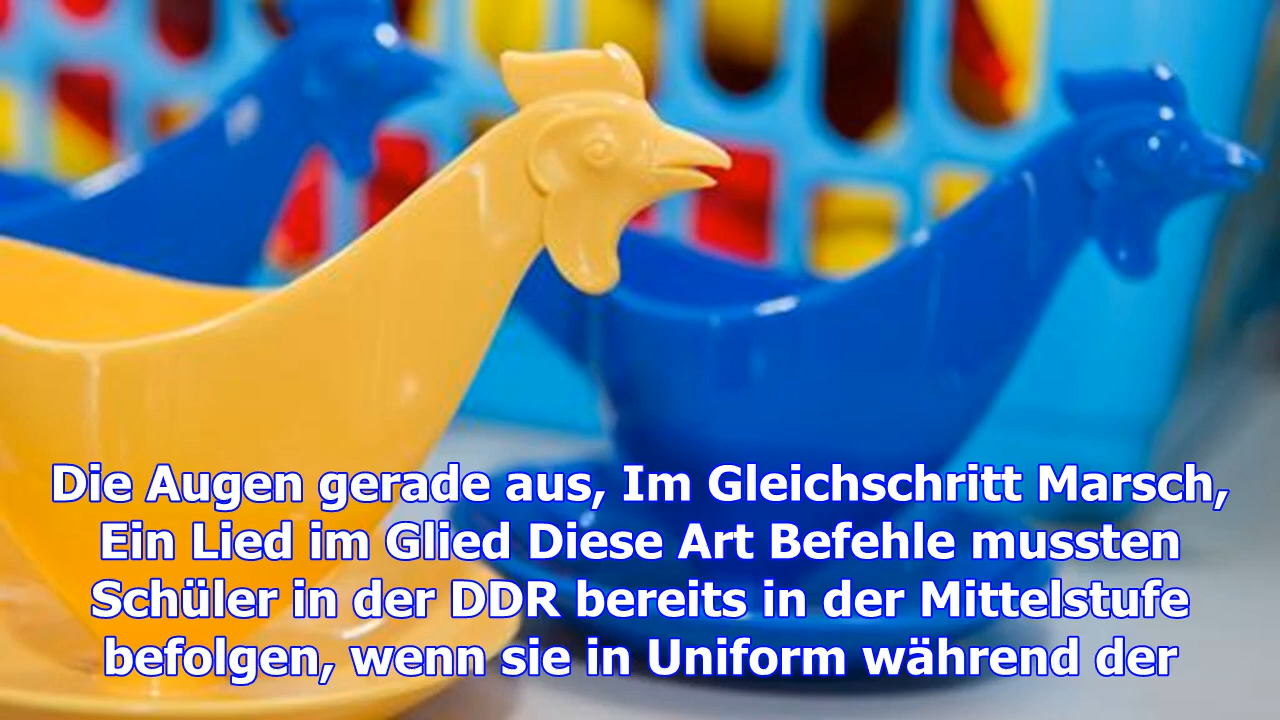 Die Augen gerade aus, Im Gleichschritt Marsch,
Ein Lied im Glied Diese Art Befehle mussten
Schüler in der DDR bereits in der Mittelstufe
befolgen, wenn sie in Uniform während der